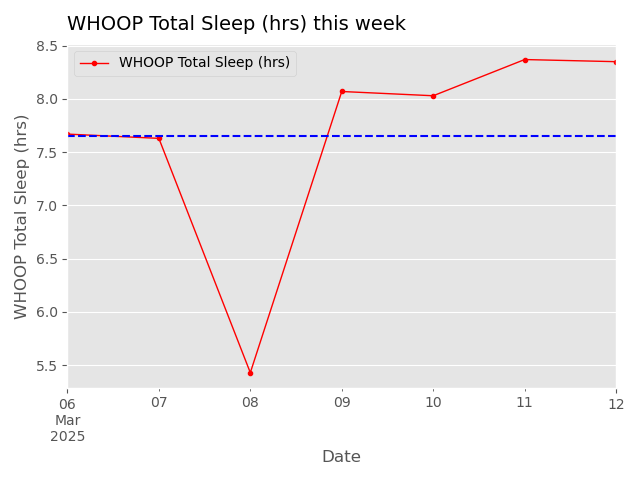 WHOOP Total Sleep (hrs) this week
WHOOP Total Sleep (hrs)
WHOOP Total Sleep (hrs)
8.5
8.0
7.5
7.0
6.5
6.0
5.5
06 07 08 09 10 11 12
Mar
2025
Date